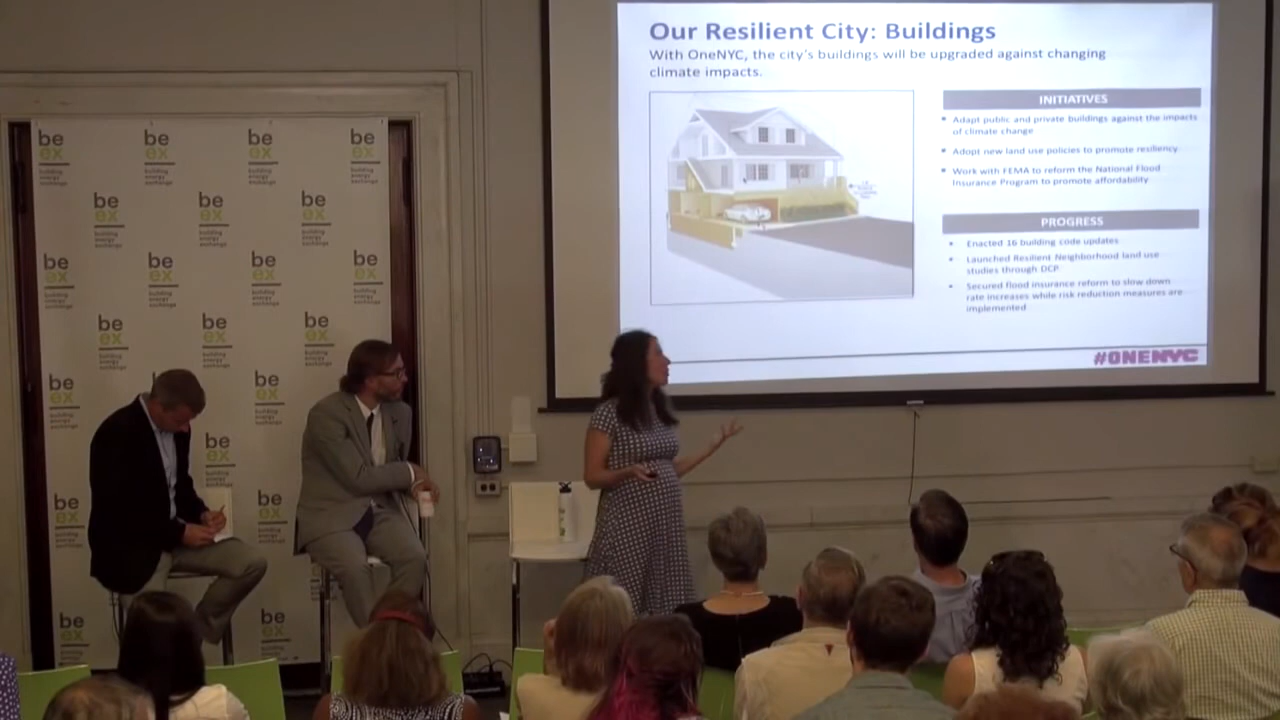 Our Resilient City: Buildings
With OneNYC, the city's buildings will be upgraded against changing
climate impacts.
INITIATIVES
Adapt public and private buildings against the impacts
of climate change
Adopt new land use policies to promote resiliency
Work with FEMA to reform the National Flood
Insurance Program to promote affordability
PROGRESS
Enacted 16 building code updates
Launched Resilient Neighborhood land use
studies through DCP
Secured flood insurance reform to slow down
rate increases while risk reduction measures are
implemented
#ONENYC
be
ex
building
energy
exchange